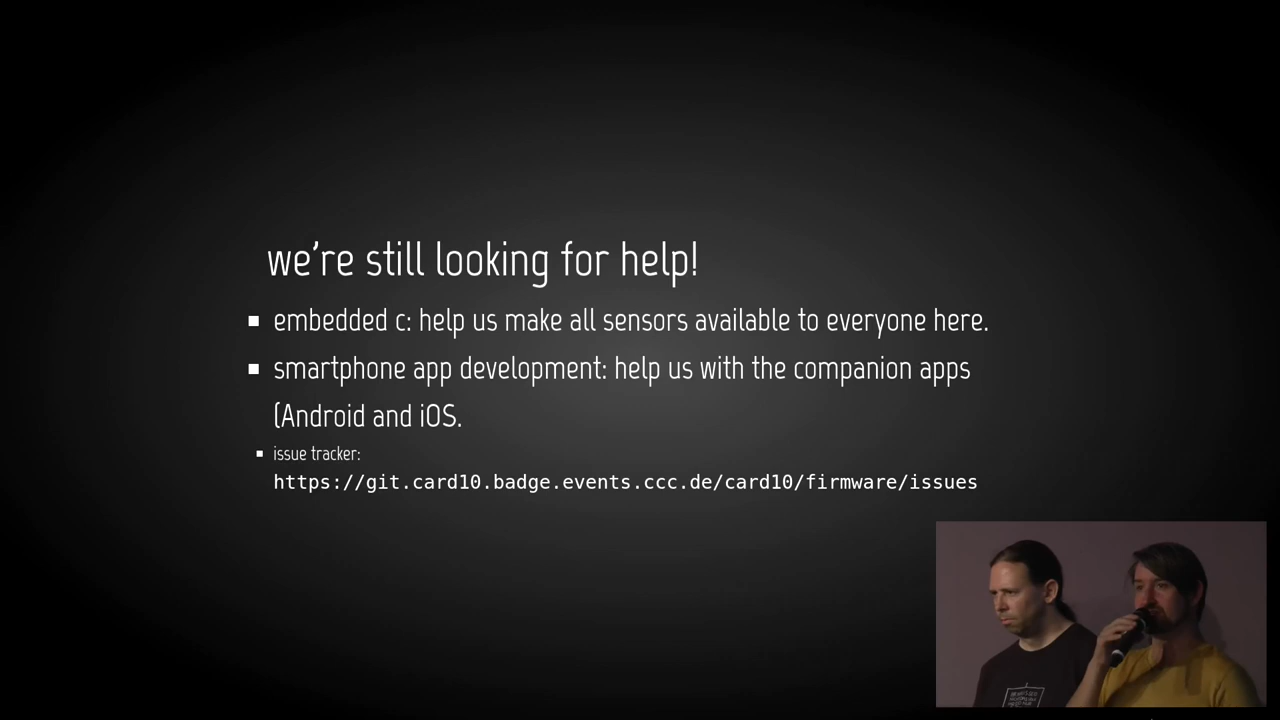 we're still looking for help!
embedded c: help us make all sensors available to everyone here.
smartphone app development: help us with the companion apps
(Android and iOS.
issue tracker:
https://git.card10.badge.events.ccc.de/card10/firmware/issues